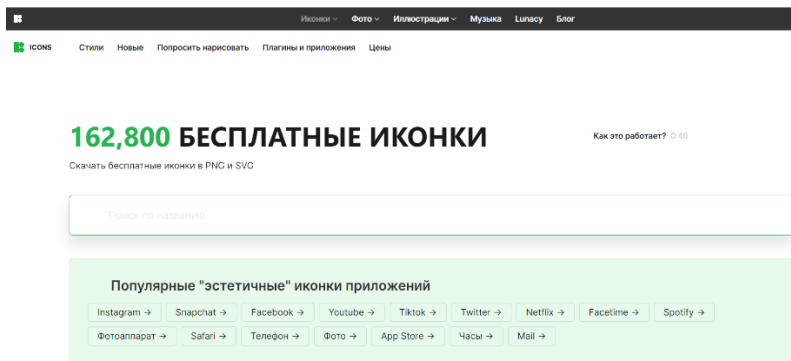 Иконки Фото Иллюстрации Музыка Lunacy Блог
ICONS Стили Новые Попросить нарисовать Плагины и приложения Цены
162,800 БЕСПЛАТНЫЕ ИКОНКИ
Как это работает? 0:40
Скачать бесплатные иконки в PNG и SVG
Поиск по названию
Популярные "эстетичные" иконки приложений
Instagram → Snapchat → Facebook → Youtube → Tiktok → Twitter → Netflix → Facetime → Spotify →
Фотоаппарат → Safari → Телефон → Фото → App Store → Часы → Mail →